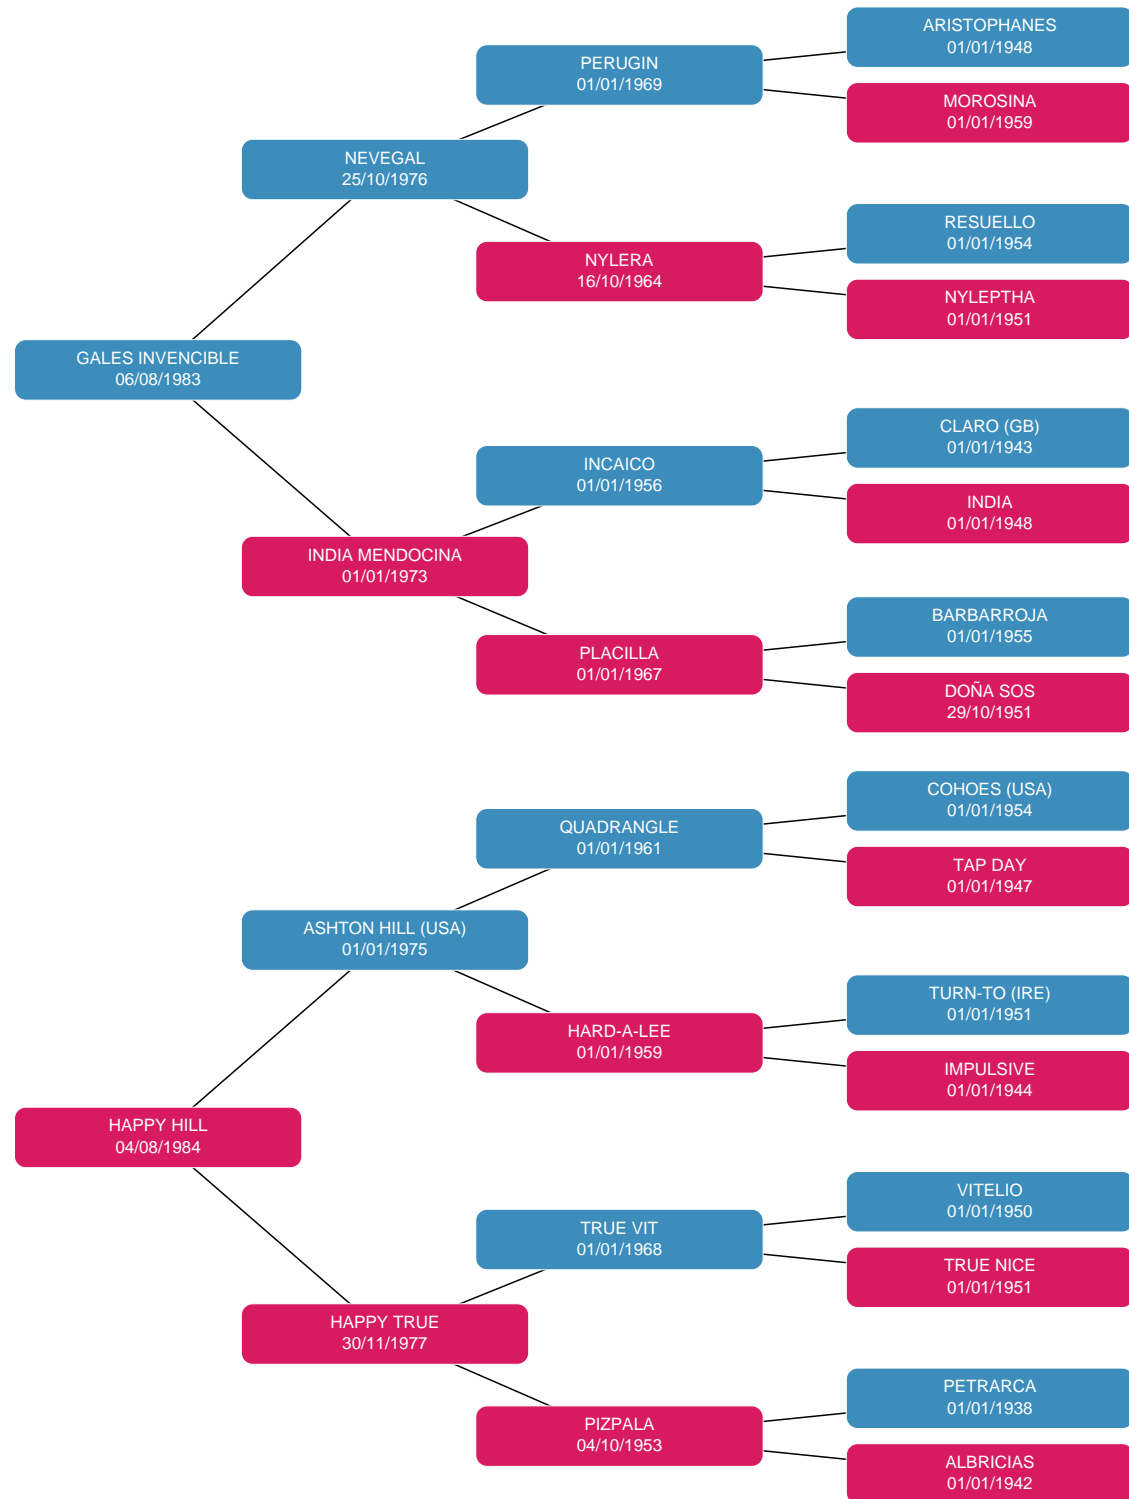 ARISTOPHANES
01/01/1948
PERUGIN
01/01/1969
MOROSINA
01/01/1959
NEVEGAL
25/10/1976
RESUELLO
01/01/1954
NYLERA
16/10/1964
NYLEPTHA
01/01/1951
GALES INVENCIBLE
06/08/1983
CLARO (GB)
01/01/1943
INCAICO
01/01/1956
INDIA
01/01/1948
INDIA MENDOCINA
01/01/1973
BARBARROJA
01/01/1955
PLACILLA
01/01/1967
DOÑA SOS
29/10/1951
COHOES (USA)
01/01/1954
QUADRANGLE
01/01/1961
TAP DAY
01/01/1947
ASHTON HILL (USA)
01/01/1975
TURN-TO (IRE)
01/01/1951
HARD-A-LEE
01/01/1959
IMPULSIVE
01/01/1944
HAPPY HILL
04/08/1984
VITELIO
01/01/1950
TRUE VIT
01/01/1968
TRUE NICE
01/01/1951
HAPPY TRUE
30/11/1977
PETRARCA
01/01/1938
PIZPALA
04/10/1953
ALBRICIAS
01/01/1942